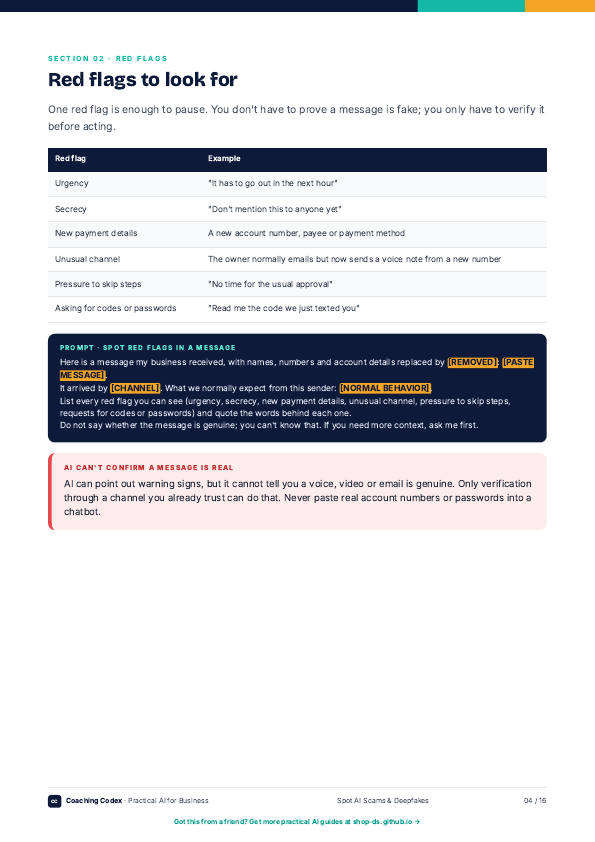 SECTION 02 · RED FLAGS
Red flags to look for
One red flag is enough to pause. You don't have to prove a message is fake; you only have to verify it
before acting.
Red flag Example
Urgency "It has to go out in the next hour"
Secrecy "Don't mention this to anyone yet"
New payment details A new account number, payee or payment method
Unusual channel The owner normally emails but now sends a voice note from a new number
Pressure to skip steps "No time for the usual approval"
Asking for codes or passwords "Read me the code we just texted you"
PROMPT · SPOT RED FLAGS IN A MESSAGE
Here is a message my business received, with names, numbers and account details replaced by [REMOVED]: [PASTE
MESSAGE].
It arrived by [CHANNEL]. What we normally expect from this sender: [NORMAL BEHAVIOR].
List every red flag you can see (urgency, secrecy, new payment details, unusual channel, pressure to skip steps,
requests for codes or passwords) and quote the words behind each one.
Do not say whether the message is genuine; you can't know that. If you need more context, ask me first.
AI CAN'T CONFIRM A MESSAGE IS REAL
AI can point out warning signs, but it cannot tell you a voice, video or email is genuine. Only verification
through a channel you already trust can do that. Never paste real account numbers or passwords into a
chatbot.
cc Coaching Codex · Practical AI for Business Spot AI Scams & Deepfakes 04 / 16
Got this from a friend? Get more practical AI guides at shop-ds.github.io →